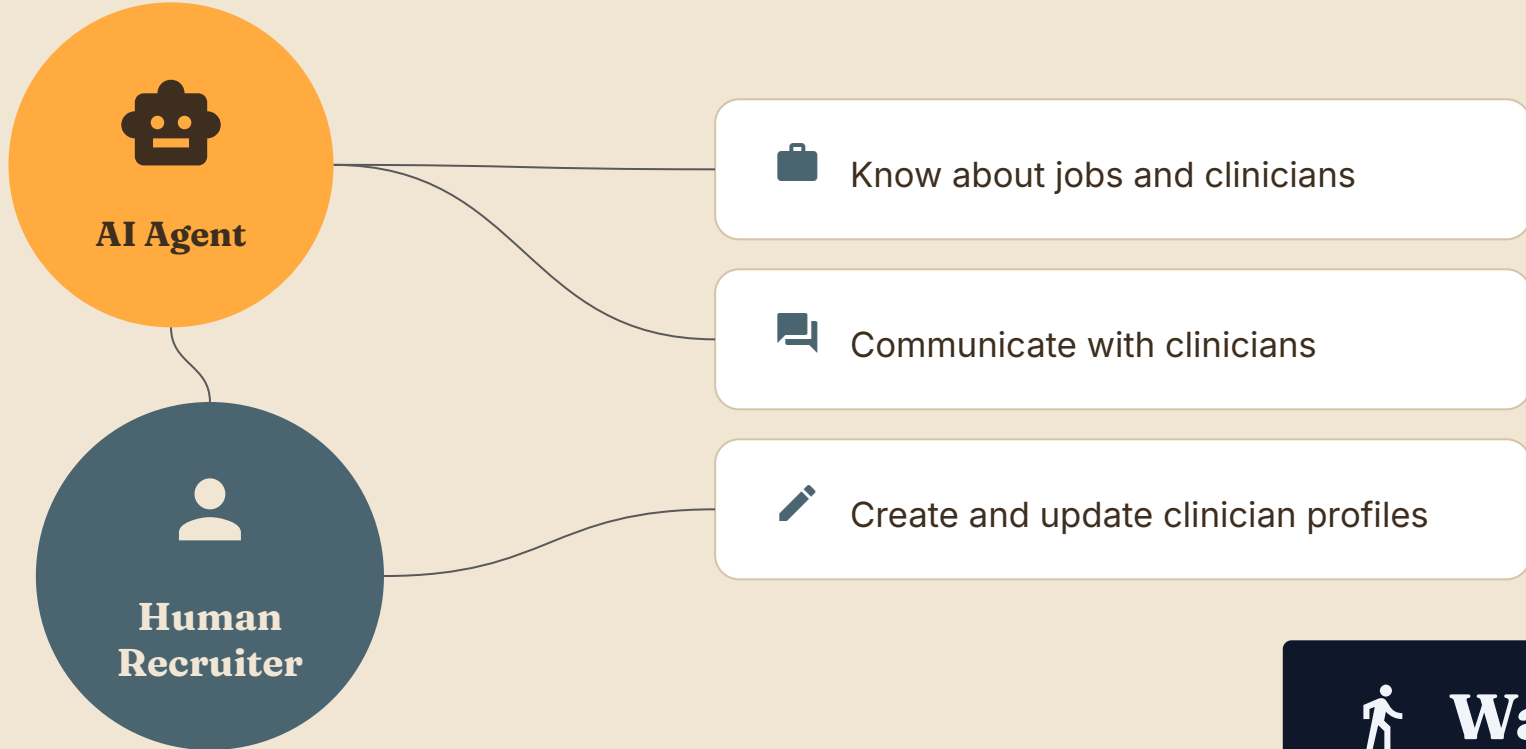 AI Agent
Know about jobs and clinicians
Communicate with clinicians
Create and update clinician profiles
Human
Recruiter